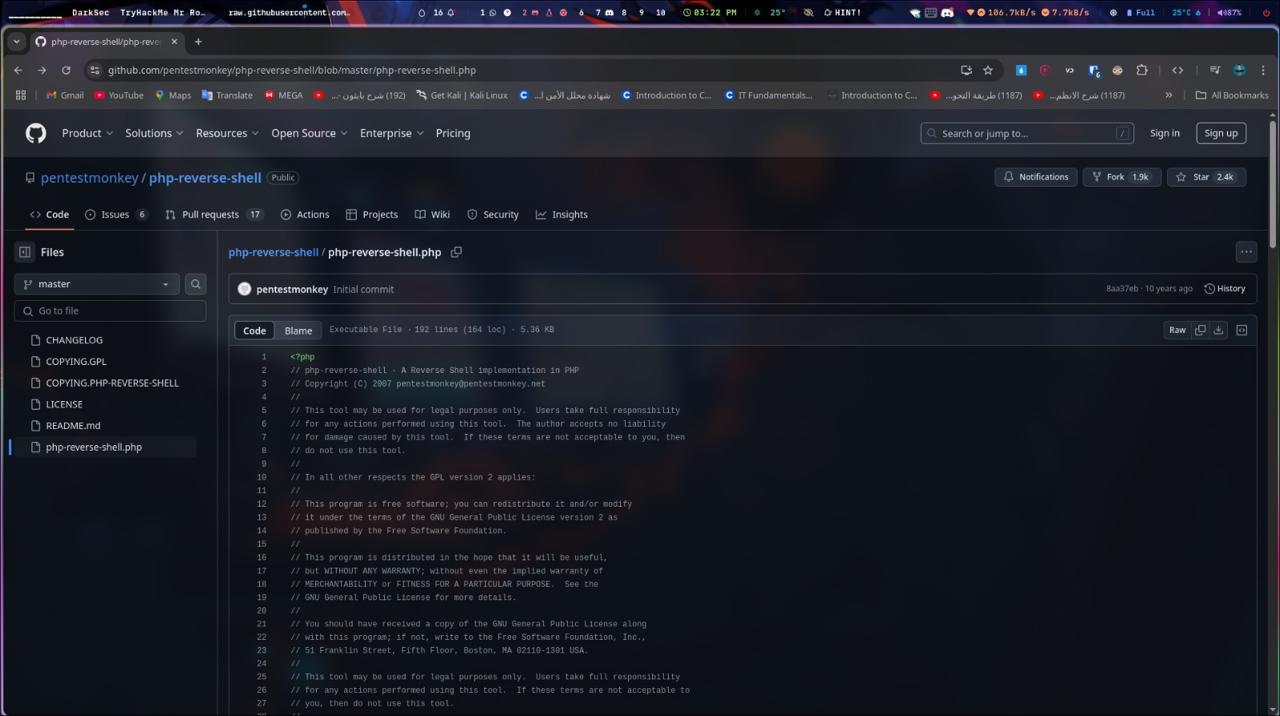 DarkSec TryHackMe Mr Ro… raw.githubusercontent.com… 16 1 2 6 7 8 9 10 03:22 PM 25° HINT! 106.7kB/s 7.7kB/s Full 25°C 87%
php-reverse-shell/php-reve
github.com/pentestmonkey/php-reverse-shell/blob/master/php-reverse-shell.php
Gmail YouTube Maps Translate MEGA (192) شرح بايثون -... Get Kali | Kali Linux شهادة محلل الأمن ا... Introduction to C... IT Fundamentals... Introduction to C... (1187) طريقة التحو... (1187) شرح الانظم... » All Bookmarks
Product Solutions Resources Open Source Enterprise Pricing Search or jump to... / Sign in Sign up
pentestmonkey / php-reverse-shell Public Notifications Fork 1.9k Star 2.4k
Code Issues 6 Pull requests 17 Actions Projects Wiki Security Insights
Files
master
Go to file
CHANGELOG
COPYING.GPL
COPYING.PHP-REVERSE-SHELL
LICENSE
README.md
php-reverse-shell.php
php-reverse-shell / php-reverse-shell.php
pentestmonkey Initial commit 8aa37eb · 10 years ago History
Code Blame Executable File · 192 lines (164 loc) · 5.36 KB Raw
1 <?php
2 // php-reverse-shell - A Reverse Shell implementation in PHP
3 // Copyright (C) 2007 pentestmonkey@pentestmonkey.net
4 //
5 // This tool may be used for legal purposes only.  Users take full responsibility
6 // for any actions performed using this tool.  The author accepts no liability
7 // for damage caused by this tool.  If these terms are not acceptable to you, then
8 // do not use this tool.
9 //
10 // In all other respects the GPL version 2 applies:
11 //
12 // This program is free software; you can redistribute it and/or modify
13 // it under the terms of the GNU General Public License version 2 as
14 // published by the Free Software Foundation.
15 //
16 // This program is distributed in the hope that it will be useful,
17 // but WITHOUT ANY WARRANTY; without even the implied warranty of
18 // MERCHANTABILITY or FITNESS FOR A PARTICULAR PURPOSE.  See the
19 // GNU General Public License for more details.
20 //
21 // You should have received a copy of the GNU General Public License along
22 // with this program; if not, write to the Free Software Foundation, Inc.,
23 // 51 Franklin Street, Fifth Floor, Boston, MA 02110-1301 USA.
24 //
25 // This tool may be used for legal purposes only.  Users take full responsibility
26 // for any actions performed using this tool.  If these terms are not acceptable to
27 // you, then do not use this tool.